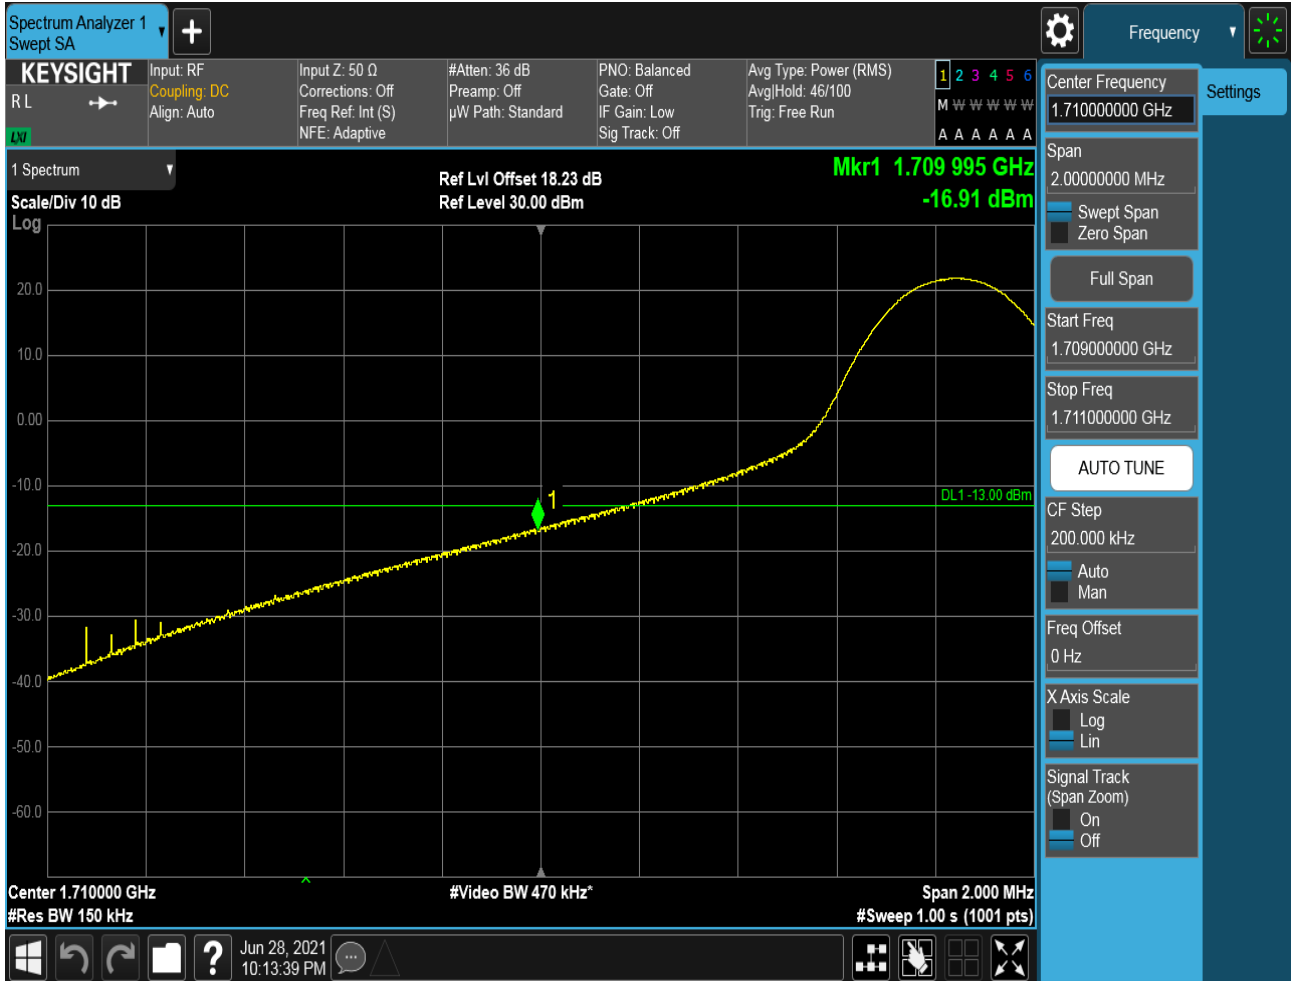 Spectrum Analyzer 1
Swept SA
Frequency
KEYSIGHT
R L
LXI
Input: RF
Coupling: DC
Align: Auto
Input Z: 50 Ω
Corrections: Off
Freq Ref: Int (S)
NFE: Adaptive
#Atten: 36 dB
Preamp: Off
µW Path: Standard
PNO: Balanced
Gate: Off
IF Gain: Low
Sig Track: Off
Avg Type: Power (RMS)
Avg|Hold: 46/100
Trig: Free Run
1 2 3 4 5 6
M W W W W W
A A A A A A
1 Spectrum
Scale/Div 10 dB
Log
Ref Lvl Offset 18.23 dB
Ref Level 30.00 dBm
Mkr1 1.709 995 GHz
-16.91 dBm
20.0
10.0
0.00
-10.0
-20.0
-30.0
-40.0
-50.0
-60.0
1
DL1 -13.00 dBm
Center 1.710000 GHz
#Res BW 150 kHz
#Video BW 470 kHz*
Span 2.000 MHz
#Sweep 1.00 s (1001 pts)
Jun 28, 2021
10:13:39 PM
Center Frequency
1.710000000 GHz
Settings
Span
2.00000000 MHz
Swept Span
Zero Span
Full Span
Start Freq
1.709000000 GHz
Stop Freq
1.711000000 GHz
AUTO TUNE
CF Step
200.000 kHz
Auto
Man
Freq Offset
0 Hz
X Axis Scale
Log
Lin
Signal Track
(Span Zoom)
On
Off